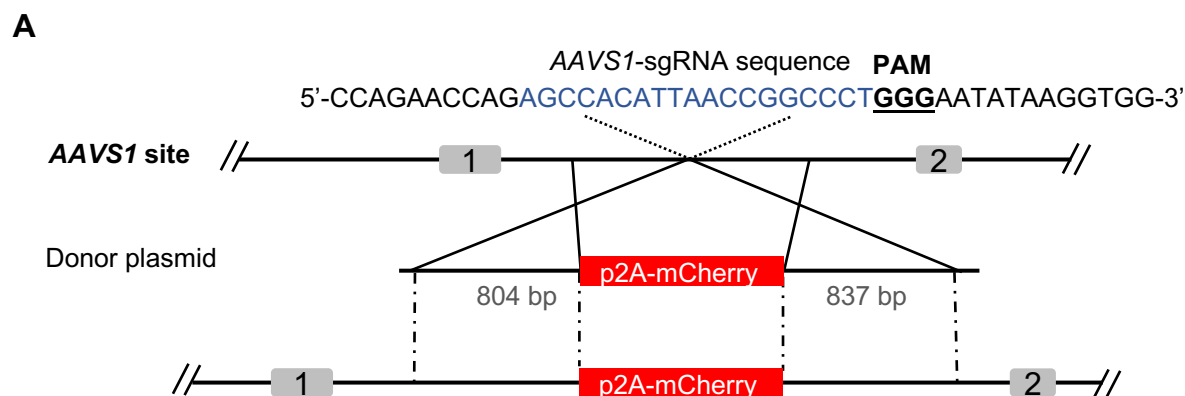 A
AAVS1-sgRNA sequence PAM
5’-CCAGAACCAGAGCCACATTAACCGGCCCTGGGAATATAAGGTGG-3’
AAVS1 site
1
2
Donor plasmid
p2A-mCherry
804 bp
837 bp
1
p2A-mCherry
2